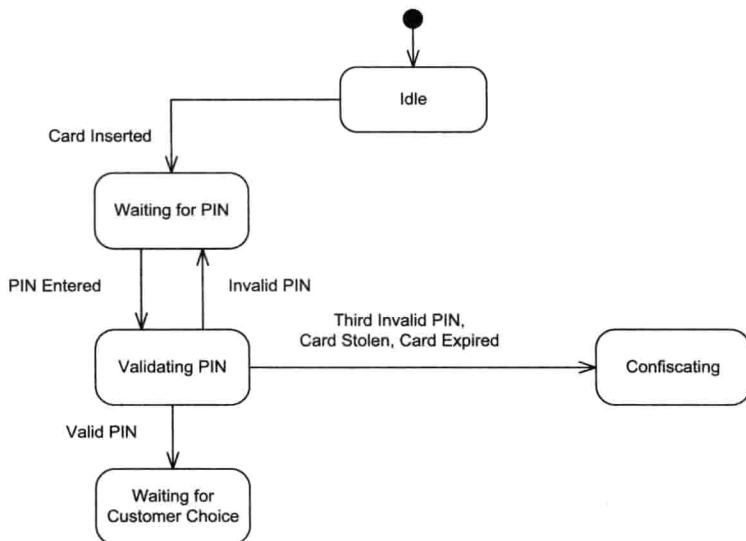 Idle
Card Inserted
Waiting for PIN
PIN Entered
Invalid PIN
Third Invalid PIN,
Card Stolen, Card Expired
Validating PIN
Confiscating
Valid PIN
Waiting for
Customer Choice